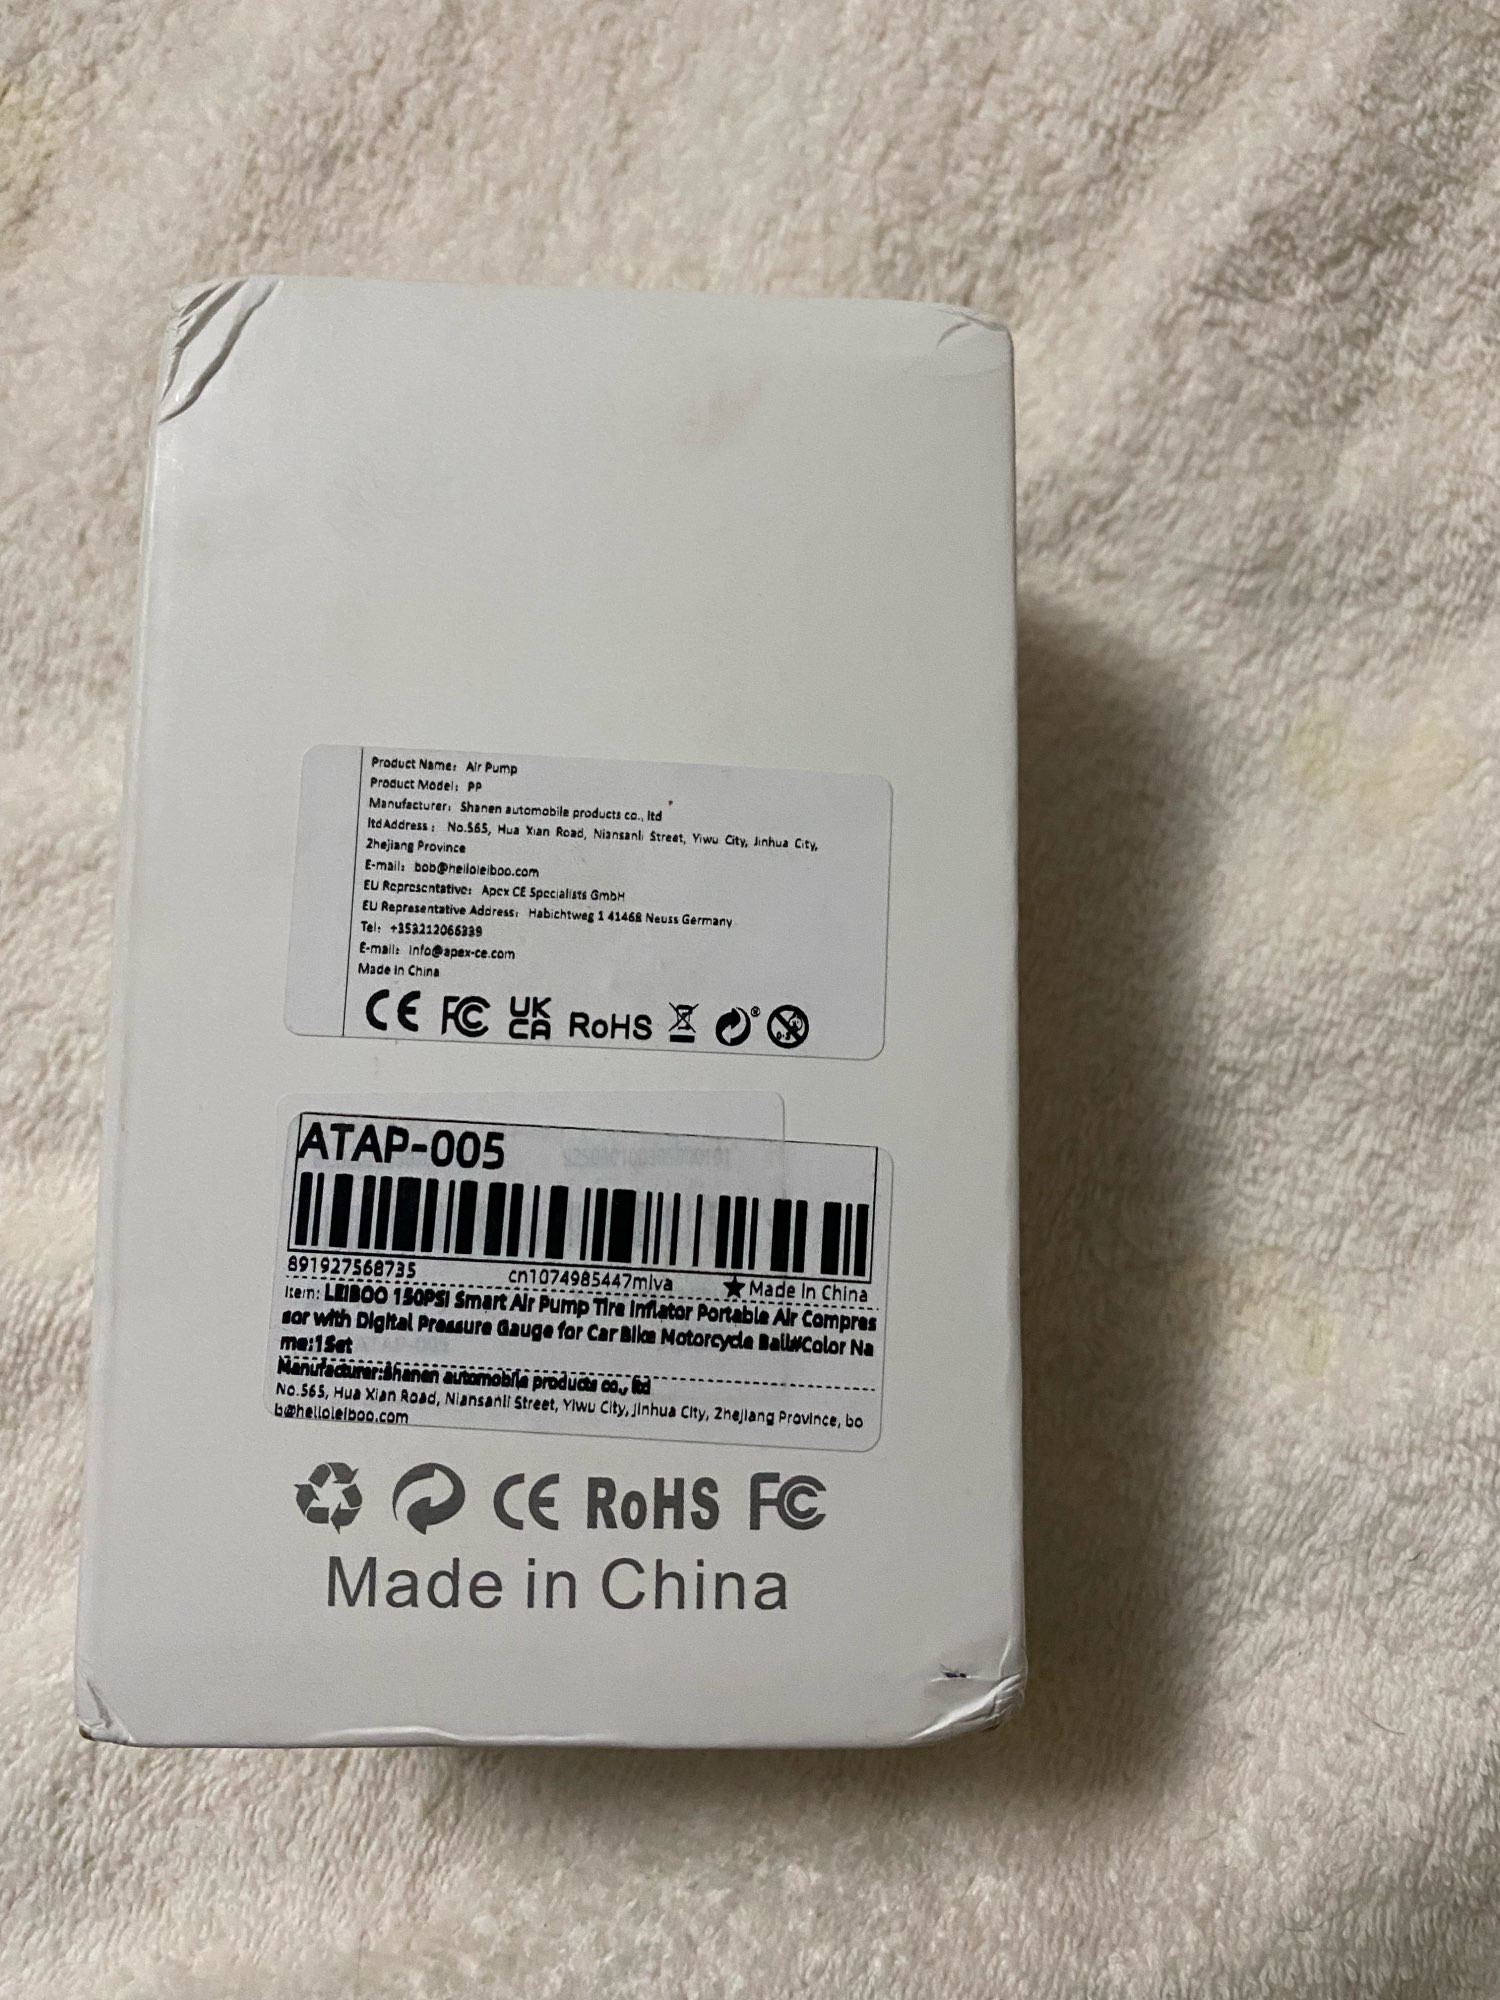 Product Name: Air Pump
Product Model: PP
Manufacturer: Shanen automobile products co., ltd
ltdAddress: No.565, Hua Xian Road, Niansanli Street, Yiwu City, Jinhua City,
Zhejiang Province
E-mail: bob@helloleiboo.com
EU Representative: Apex CE Specialists GmbH
EU Representative Address: Habichtweg 1 41468 Neuss Germany
Tel: +353212066339
E-mail: info@apex-ce.com
Made In China
CE FC UK CA RoHS
ATAP-005
891927568735 cn1074985447mlva ★Made In China
Item: LEIBOO 150PSI Smart Air Pump Tire Inflator Portable Air Compres
sor with Digital Pressure Gauge for Car Bike Motorcycle Ball#Color Na
me:1Set
Manufacturer:Shanen automobile products co., ltd
No.565, Hua Xian Road, Niansanli Street, Yiwu City, Jinhua City, Zhejiang Province, bo
b@helloleiboo.com
CE RoHS FC
Made in China